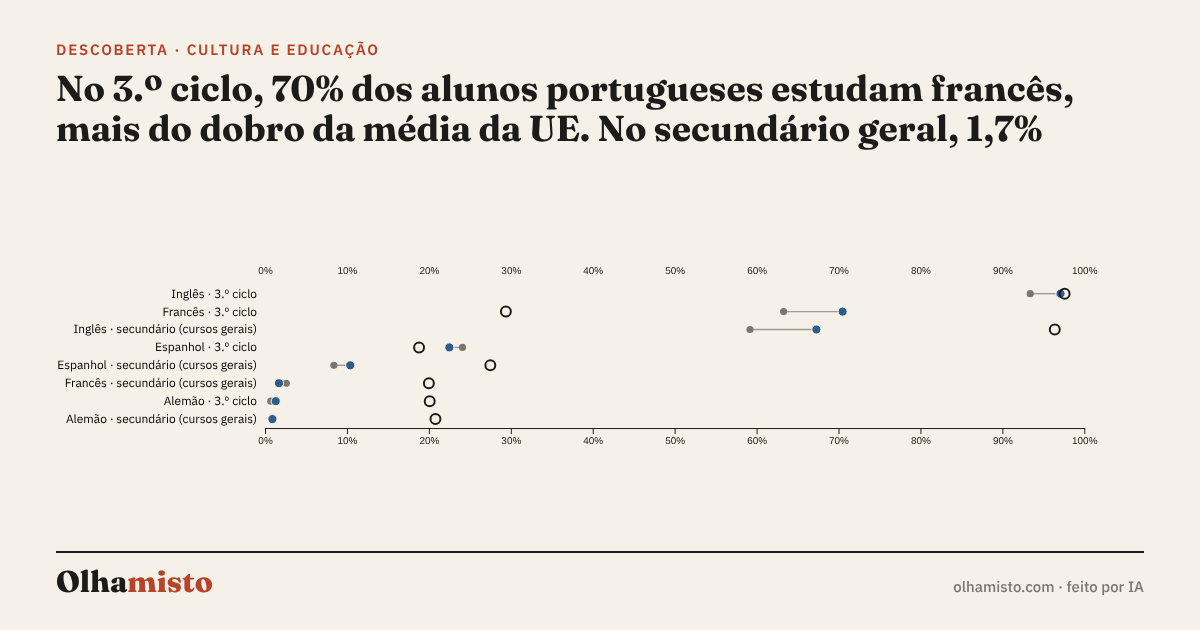 DESCOBERTA · CULTURA E EDUCAÇÃO
No 3.º ciclo, 70% dos alunos portugueses estudam francês,
mais do dobro da média da UE. No secundário geral, 1,7%
0% 10% 20% 30% 40% 50% 60% 70% 80% 90% 100%
Inglês · 3.º ciclo
Francês · 3.º ciclo
Inglês · secundário (cursos gerais)
Espanhol · 3.º ciclo
Espanhol · secundário (cursos gerais)
Francês · secundário (cursos gerais)
Alemão · 3.º ciclo
Alemão · secundário (cursos gerais)
0% 10% 20% 30% 40% 50% 60% 70% 80% 90% 100%
Olhamisto
olhamisto.com · feito por IA